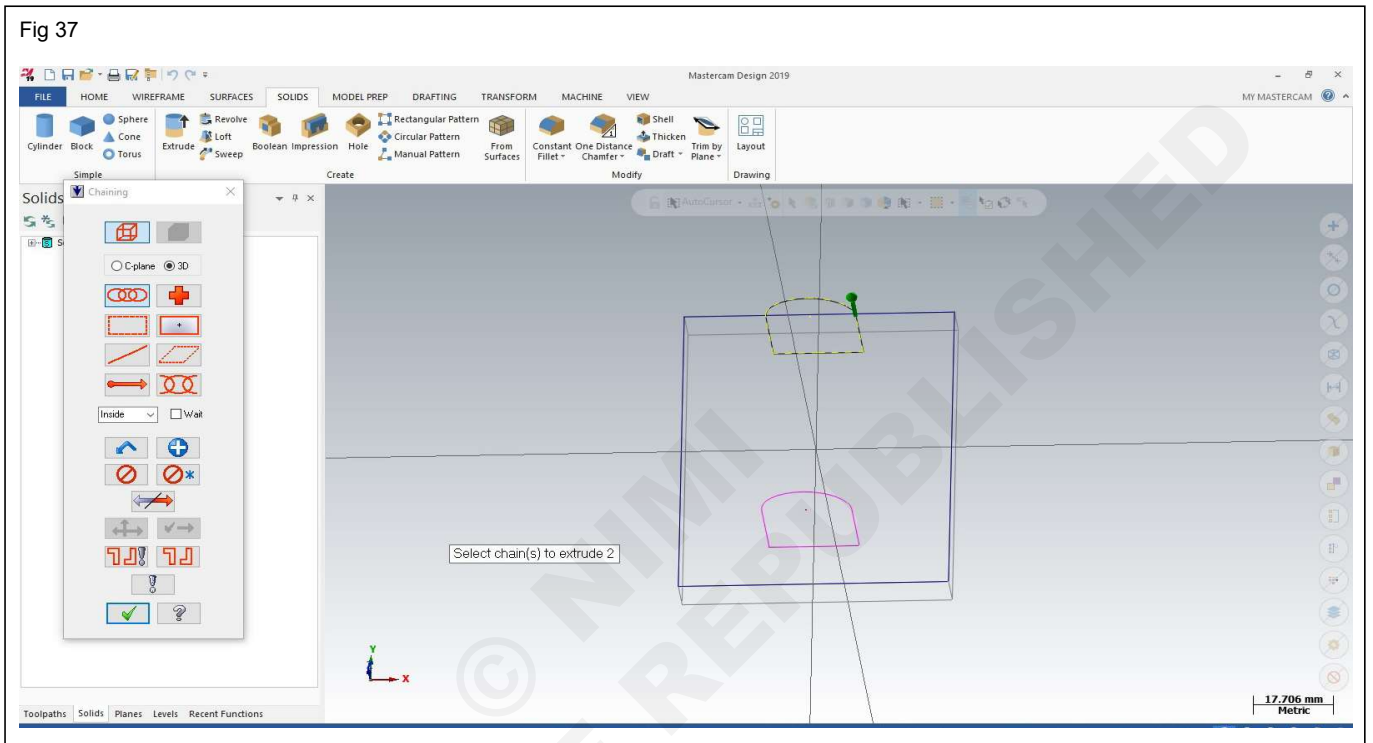 Fig 37
Mastercam Design 2019
FILE HOME WIREFRAME SURFACES SOLIDS MODEL PREP DRAFTING TRANSFORM MACHINE VIEW MY MASTERCAM
Cylinder Block Sphere Cone Torus
Simple
Extrude Revolve Loft Sweep Boolean Impression Hole Rectangular Pattern Circular Pattern Manual Pattern From Surfaces
Create
Constant Fillet One Distance Chamfer Shell Thicken Draft Trim by Plane
Modify
Layout
Drawing
Solids
Chaining
AutoCursor
C-plane 3D
Inside Wait
Select chain(s) to extrude 2
Y
X
17.706 mm
Metric
Toolpaths Solids Planes Levels Recent Functions
© NIMI
BE REPUBLISHED